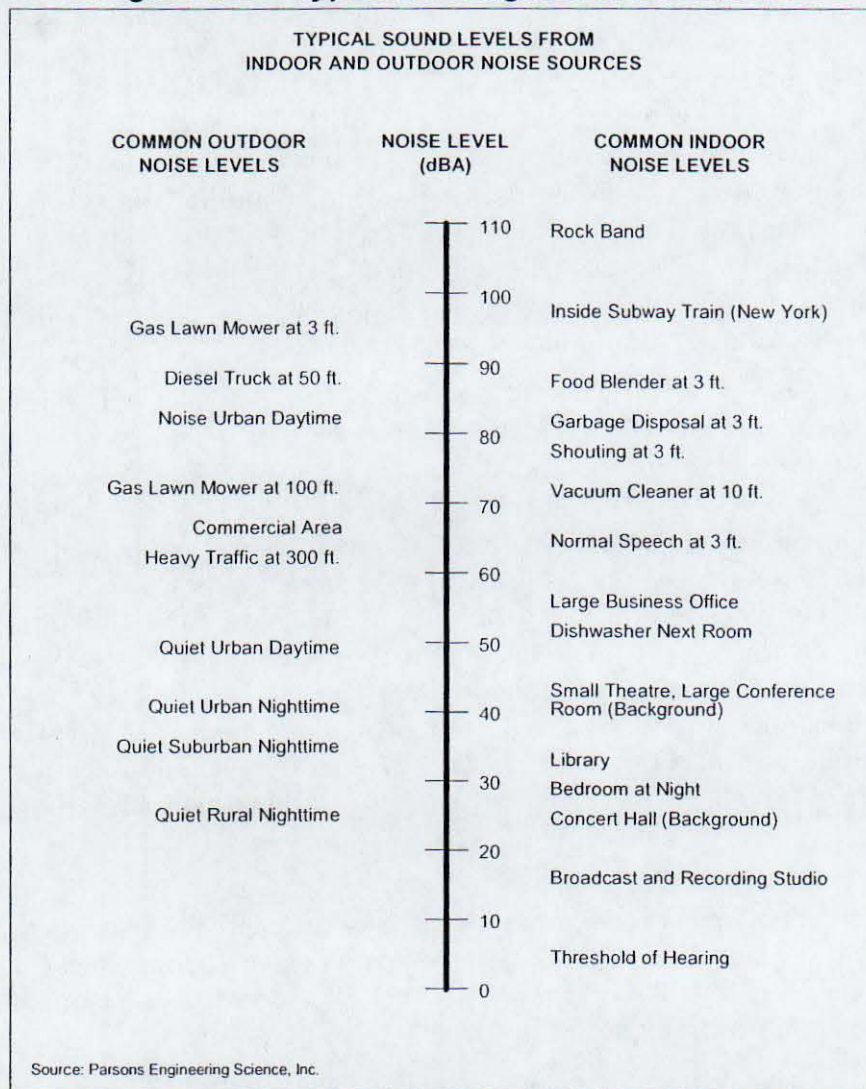 TYPICAL SOUND LEVELS FROM
INDOOR AND OUTDOOR NOISE SOURCES
COMMON OUTDOOR
NOISE LEVELS
NOISE LEVEL
(dBA)
COMMON INDOOR
NOISE LEVELS
110
Rock Band
100
Inside Subway Train (New York)
Gas Lawn Mower at 3 ft.
90
Diesel Truck at 50 ft.
Food Blender at 3 ft.
Noise Urban Daytime
Garbage Disposal at 3 ft.
80
Shouting at 3 ft.
Gas Lawn Mower at 100 ft.
Vacuum Cleaner at 10 ft.
70
Commercial Area
Normal Speech at 3 ft.
Heavy Traffic at 300 ft.
60
Large Business Office
Dishwasher Next Room
50
Quiet Urban Daytime
Small Theatre, Large Conference
Room (Background)
Quiet Urban Nighttime
40
Quiet Suburban Nighttime
Library
30
Bedroom at Night
Quiet Rural Nighttime
Concert Hall (Background)
20
Broadcast and Recording Studio
10
Threshold of Hearing
0
Source: Parsons Engineering Science, Inc.